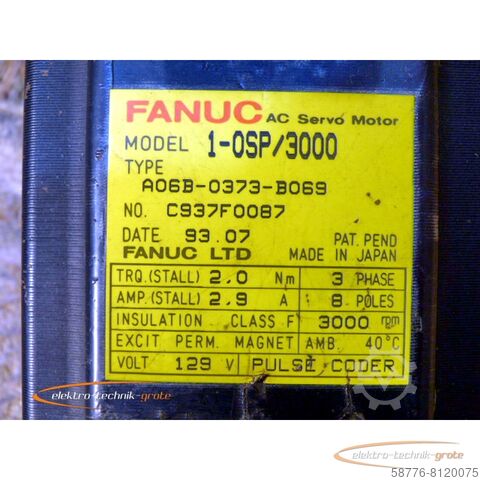 FANUC AC Servo Motor
MODEL 1-0SP/3000
TYPE
A06B-0373-B069
NO. C937F0087
DATE 93.07 PAT.PEND
FANUC LTD MADE IN JAPAN
TRQ.(STALL) 2.0 Nm 3 PHASE
AMP.(STALL) 2.9 A 8 POLES
INSULATION CLASS F 3000 rpm
EXCIT PERM. MAGNET AMB. 40°C
VOLT 129 V PULSE CODER
elektro-technik-grote
elektro-technik-grote
58776-8120075